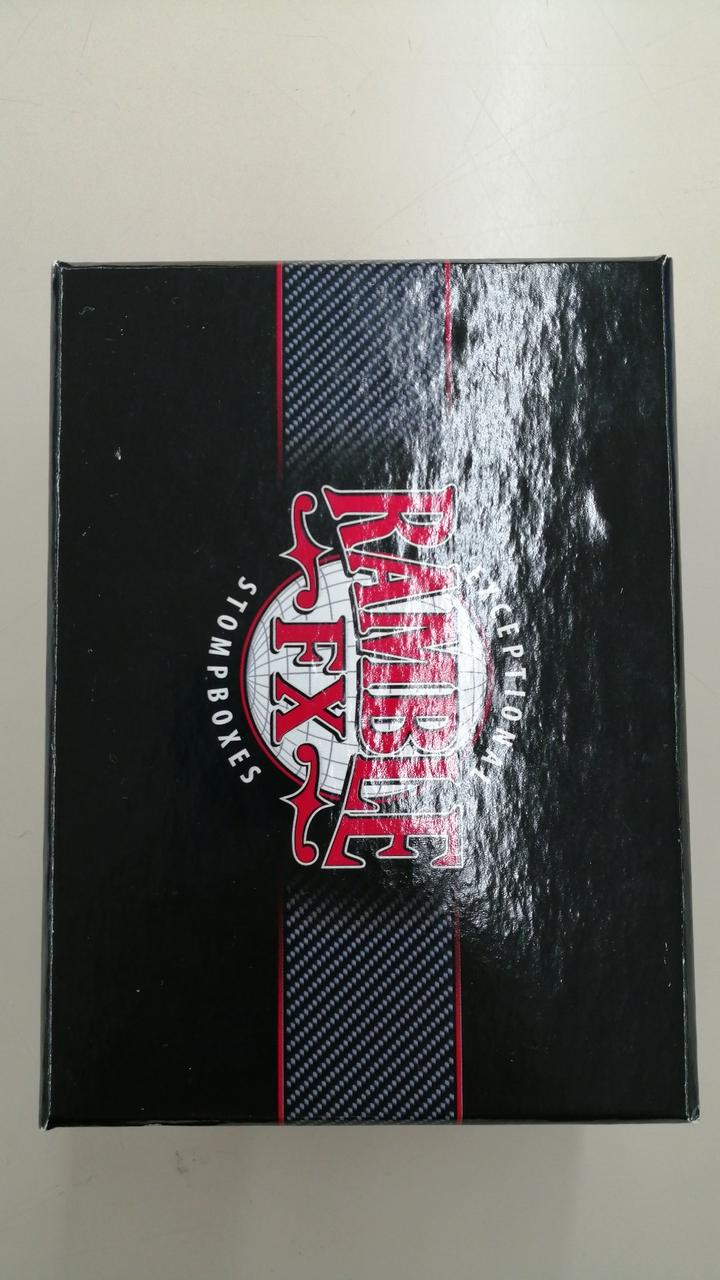 EXCEPTIONAL
RAMBLE
FX
STOMPBOXES